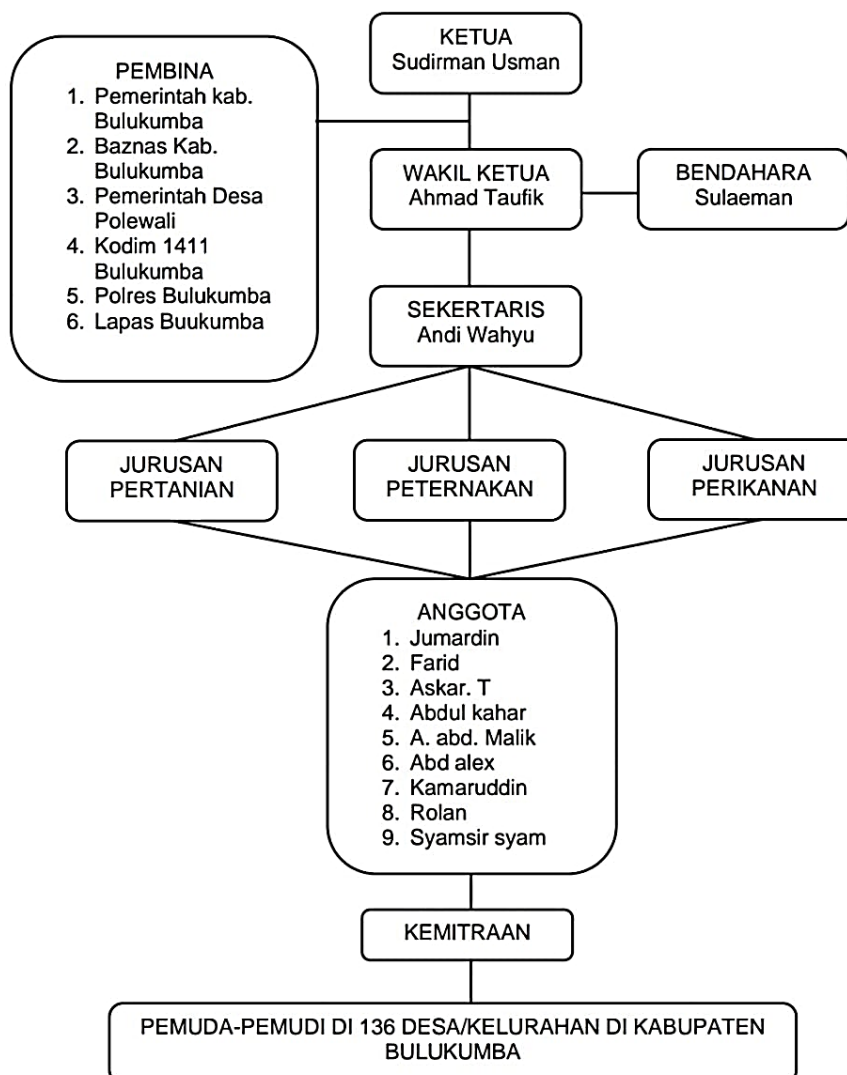 KETUA
Sudirman Usman
PEMBINA
1. Pemerintah kab.
Bulukumba
2. Baznas Kab.
Bulukumba
3. Pemerintah Desa
Polewali
4. Kodim 1411
Bulukumba
5. Polres Bulukumba
6. Lapas Buukumba
WAKIL KETUA
Ahmad Taufik
BENDAHARA
Sulaeman
SEKERTARIS
Andi Wahyu
JURUSAN
PERTANIAN
JURUSAN
PETERNAKAN
JURUSAN
PERIKANAN
ANGGOTA
1. Jumardin
2. Farid
3. Askar. T
4. Abdul kahar
5. A. abd. Malik
6. Abd alex
7. Kamaruddin
8. Rolan
9. Syamsir syam
KEMITRAAN
PEMUDA-PEMUDI DI 136 DESA/KELURAHAN DI KABUPATEN
BULUKUMBA